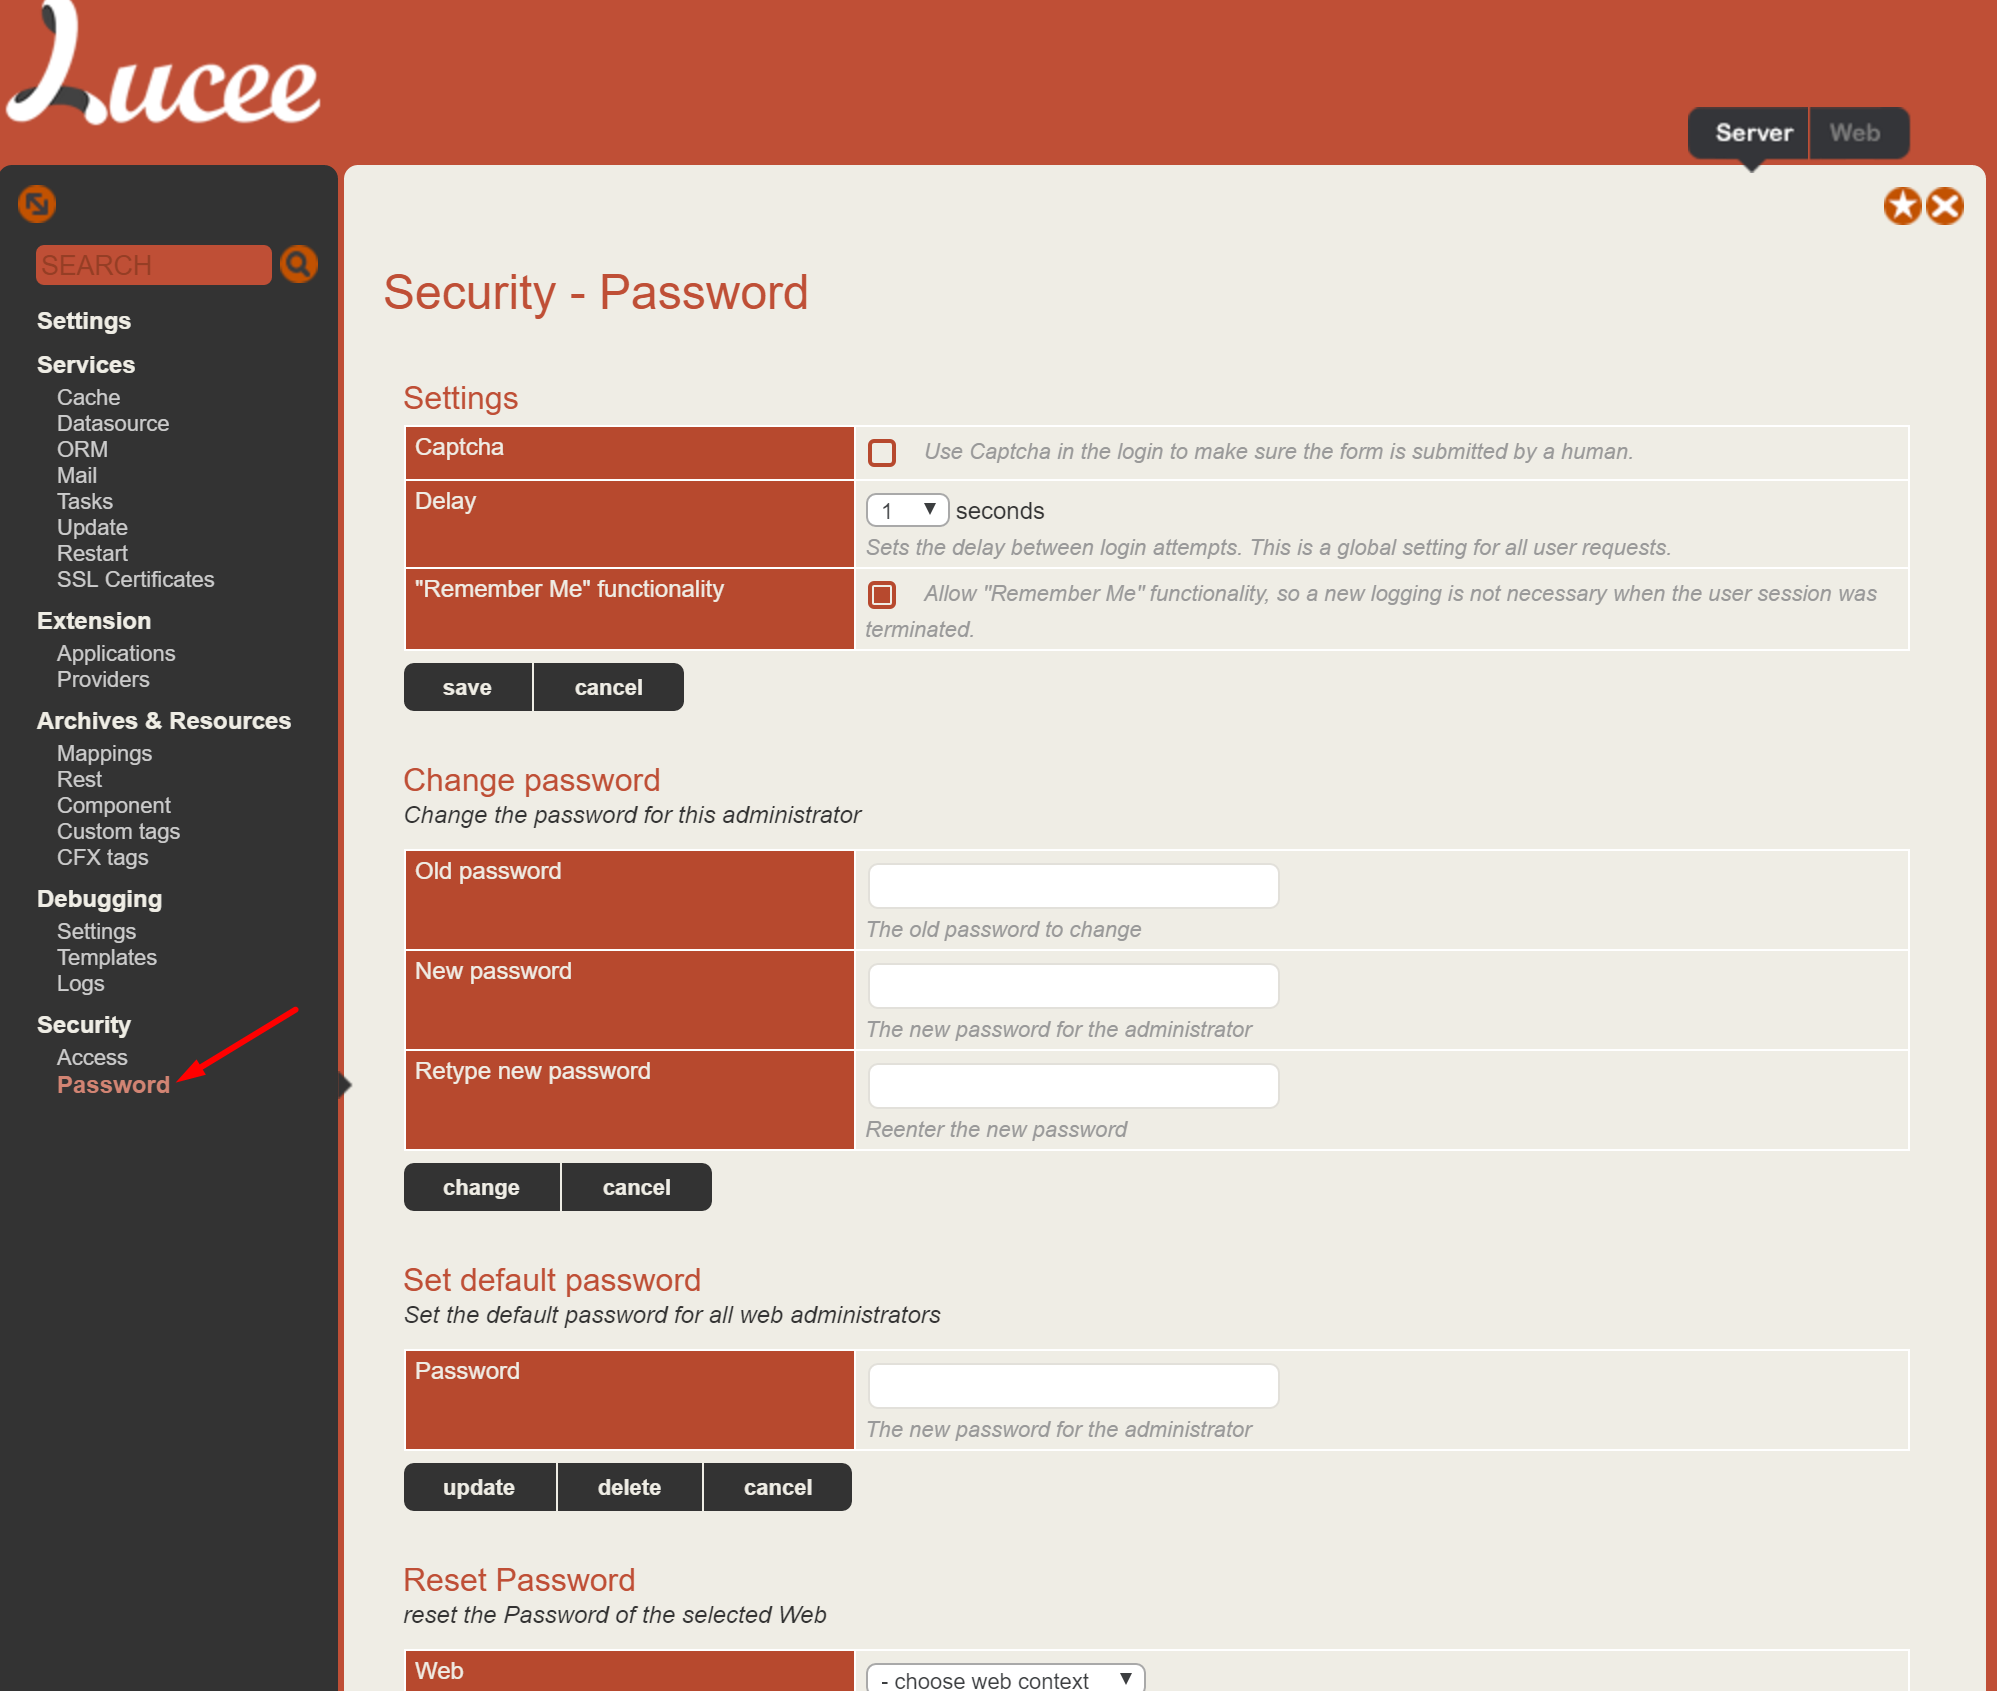 Lucee
Server Web
SEARCH
Settings
Services
Cache
Datasource
ORM
Mail
Tasks
Update
Restart
SSL Certificates
Extension
Applications
Providers
Archives & Resources
Mappings
Rest
Component
Custom tags
CFX tags
Debugging
Settings
Templates
Logs
Security
Access
Password
Security - Password
Settings
Captcha
Use Captcha in the login to make sure the form is submitted by a human.
Delay
1 ▼ seconds
Sets the delay between login attempts. This is a global setting for all user requests.
"Remember Me" functionality
Allow "Remember Me" functionality, so a new logging is not necessary when the user session was
terminated.
save cancel
Change password
Change the password for this administrator
Old password
The old password to change
New password
The new password for the administrator
Retype new password
Reenter the new password
change cancel
Set default password
Set the default password for all web administrators
Password
The new password for the administrator
update delete cancel
Reset Password
reset the Password of the selected Web
Web
- choose web context ▼